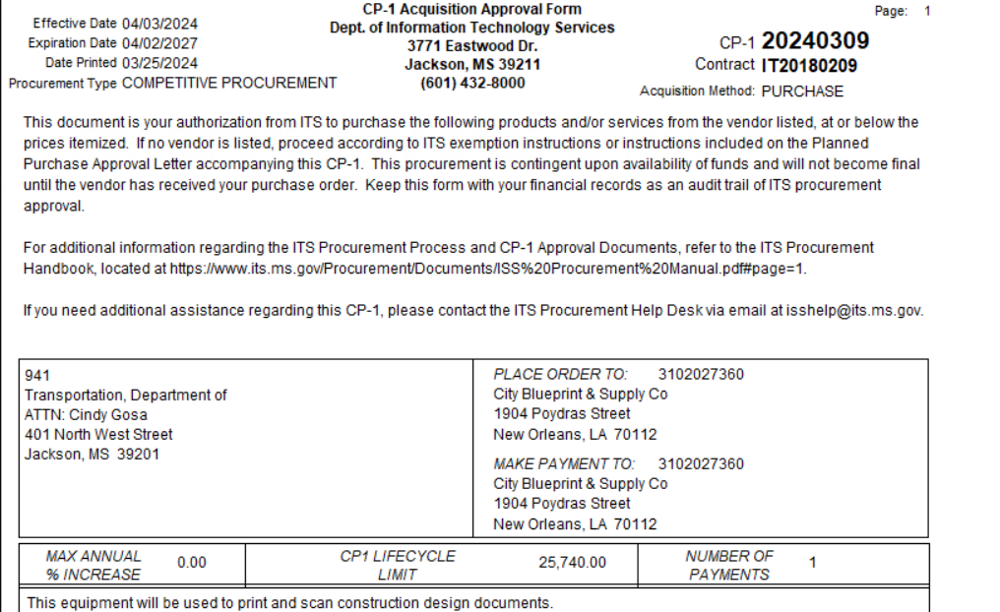 CP-1 Acquisition Approval Form
Page: 1
Effective Date 04/03/2024
Dept. of Information Technology Services
Expiration Date 04/02/2027
3771 Eastwood Dr.
CP-1 20240309
Date Printed 03/25/2024
Jackson, MS 39211
Contract IT20180209
Procurement Type COMPETITIVE PROCUREMENT
(601) 432-8000
Acquisition Method: PURCHASE
This document is your authorization from ITS to purchase the following products and/or services from the vendor listed, at or below the
prices itemized. If no vendor is listed, proceed according to ITS exemption instructions or instructions included on the Planned
Purchase Approval Letter accompanying this CP-1. This procurement is contingent upon availability of funds and will not become final
until the vendor has received your purchase order. Keep this form with your financial records as an audit trail of ITS procurement
approval.
For additional information regarding the ITS Procurement Process and CP-1 Approval Documents, refer to the ITS Procurement
Handbook, located at https://www.its.ms.gov/Procurement/Documents/ISS%20Procurement%20Manual.pdf#page=1.
If you need additional assistance regarding this CP-1, please contact the ITS Procurement Help Desk via email at isshelp@its.ms.gov.
941
Transportation, Department of
ATTN: Cindy Gosa
401 North West Street
Jackson, MS 39201
PLACE ORDER TO: 3102027360
City Blueprint & Supply Co
1904 Poydras Street
New Orleans, LA 70112
MAKE PAYMENT TO: 3102027360
City Blueprint & Supply Co
1904 Poydras Street
New Orleans, LA 70112
MAX ANNUAL
% INCREASE
0.00
CP1 LIFECYCLE
LIMIT
25,740.00
NUMBER OF
PAYMENTS
1
This equipment will be used to print and scan construction design documents.